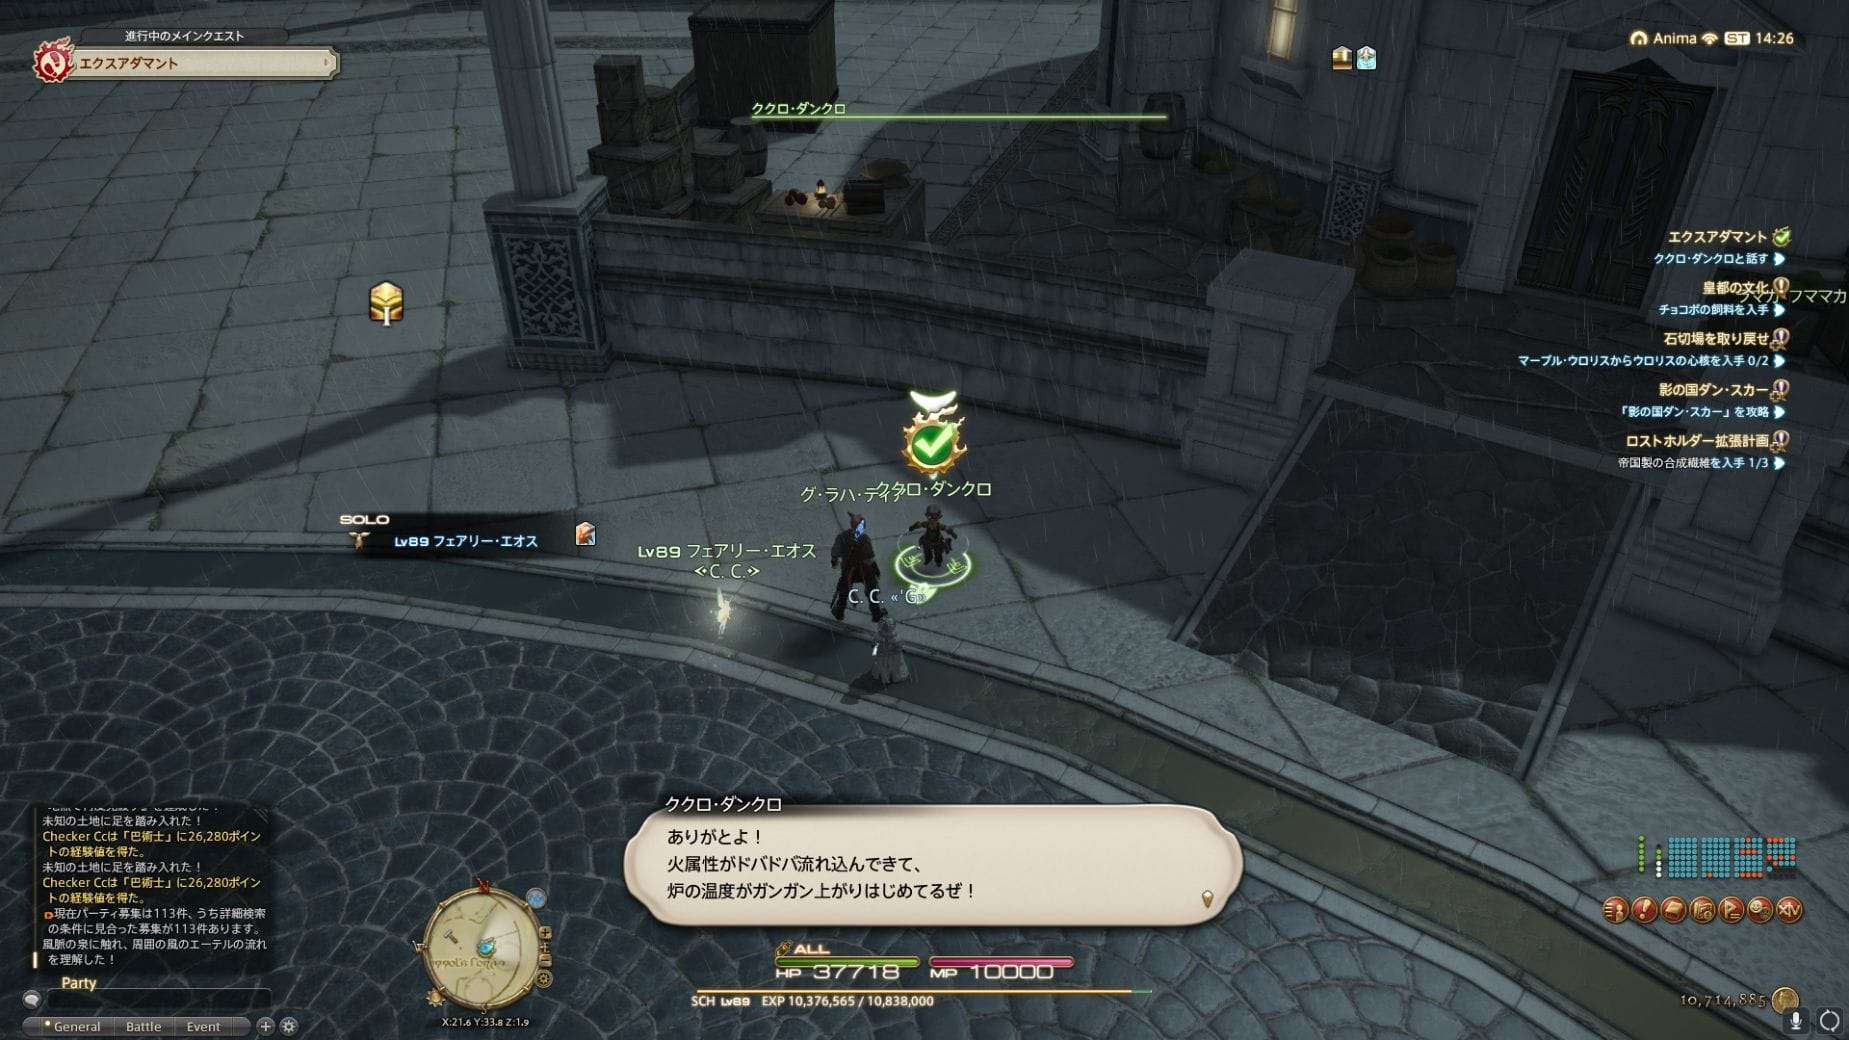 進行中のメインクエスト
エクスアダマント
Anima ST 14:26
ククロ・ダンクロ
エクスアダマント
ククロ・ダンクロと話す
皇都の文化
チョコボの飼料を入手
フママカ
石切場を取り戻せ
マーブル・ウロリスからウロリスの心核を入手 0/2
影の国ダン・スカー
「影の国ダン・スカー」を攻略
ロストホルダー拡張計画
帝国製の合成繊維を入手 1/3
グ・ラハ・ティア
ククロ・ダンクロ
SOLO
Lv89 フェアリー・エオス
Lv89 フェアリー・エオス
<C. C.>
C. C. «'G»
ククロ・ダンクロ
ありがとよ！
火属性がドバドバ流れ込んできて、
炉の温度がガンガン上がりはじめてるぜ！
未知の土地に足を踏み入れた！
Checker Ccは「巴術士」に26,280ポイン
トの経験値を得た。
未知の土地に足を踏み入れた！
Checker Ccは「巴術士」に26,280ポイン
トの経験値を得た。
現在パーティ募集は113件、うち詳細検索
の条件に見合った募集が113件あります。
風脈の泉に触れ、周囲の風のエーテルの流れ
を理解した！
Party
General Battle Event
N
X:21.6 Y:33.8 Z:1.9
ALL
HP 37718 MP 10000
SCH Lv89 EXP 10,376,565 / 10,838,000
XIV
10,714,885